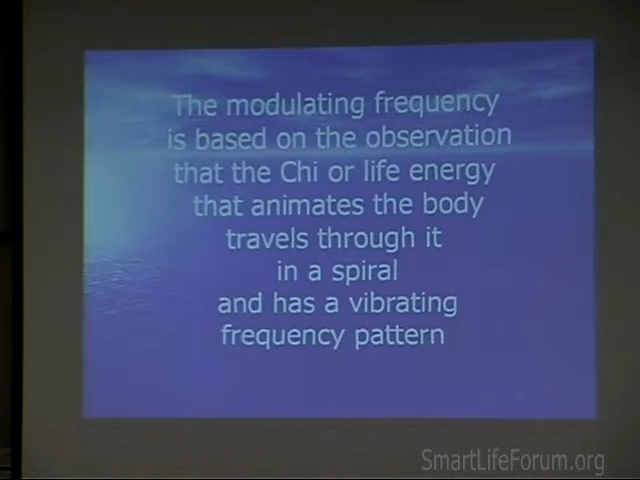 The modulating frequency
is based on the observation
that the Chi or life energy
that animates the body
travels through it
in a spiral
and has a vibrating
frequency pattern
SmartLifeForum.org